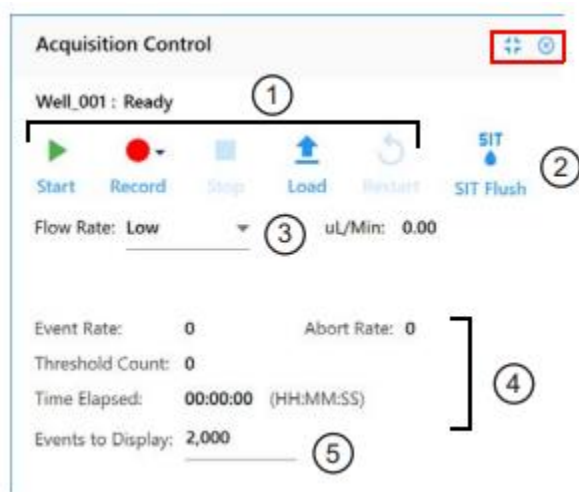 Acquisition Control
Well_001 : Ready
1
SIT
Start Record Stop Load Restart SIT Flush
2
Flow Rate: Low 3 uL/Min: 0.00
Event Rate: 0 Abort Rate: 0
Threshold Count: 0
4
Time Elapsed: 00:00:00 (HH:MM:SS)
Events to Display: 2,000
5